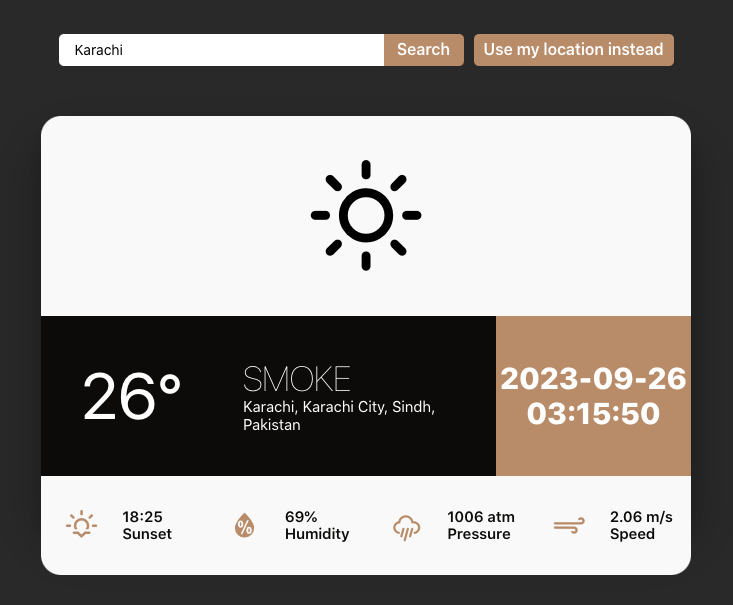 Karachi
Search
Use my location instead
26°
SMOKE
Karachi, Karachi City, Sindh,
Pakistan
2023-09-26
03:15:50
18:25
Sunset
%
69%
Humidity
1006 atm
Pressure
2.06 m/s
Speed